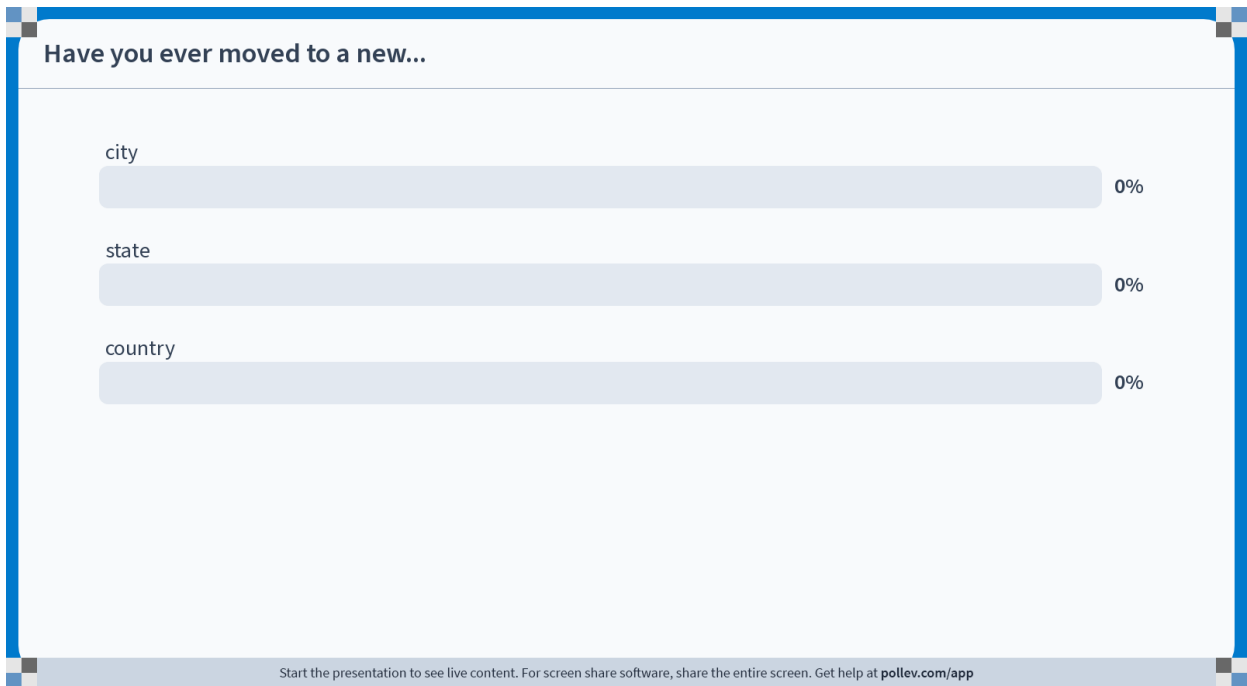 Have you ever moved to a new...
city
0%
state
0%
country
0%
Start the presentation to see live content. For screen share software, share the entire screen. Get help at pollev.com/app